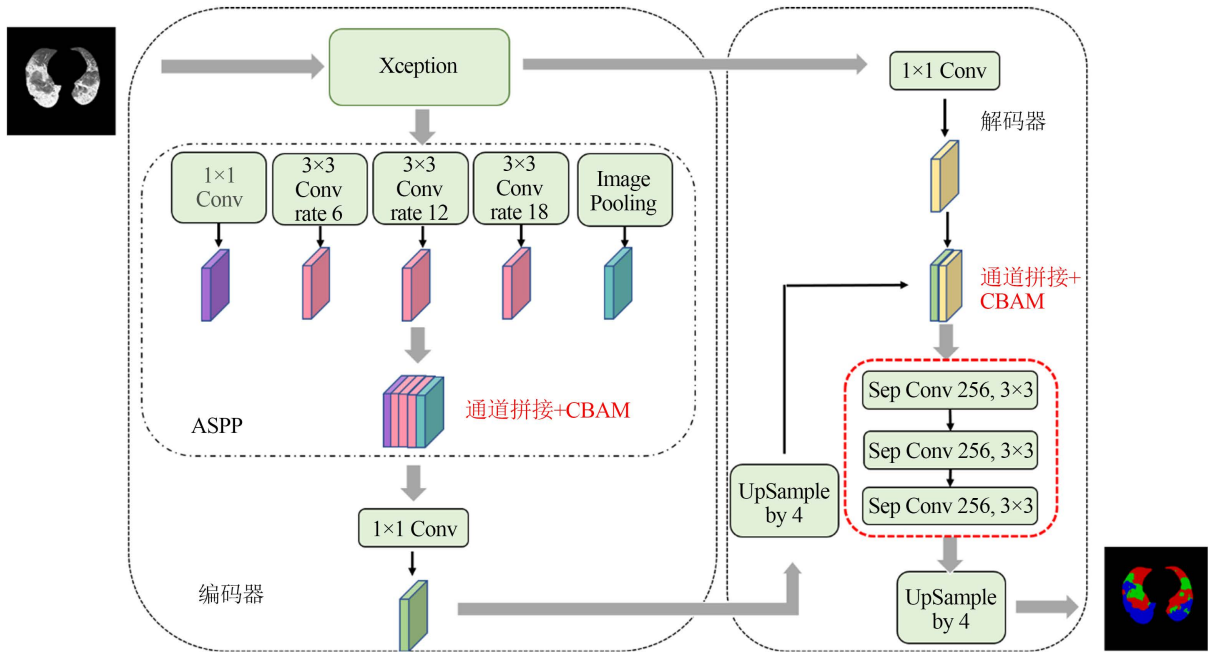 Xception
1×1
Conv
3×3
Conv
rate 6
3×3
Conv
rate 12
3×3
Conv
rate 18
Image
Pooling
通道拼接+CBAM
ASPP
1×1 Conv
编码器
1×1 Conv
解码器
通道拼接+
CBAM
Sep Conv 256, 3×3
Sep Conv 256, 3×3
Sep Conv 256, 3×3
UpSample
by 4
UpSample
by 4